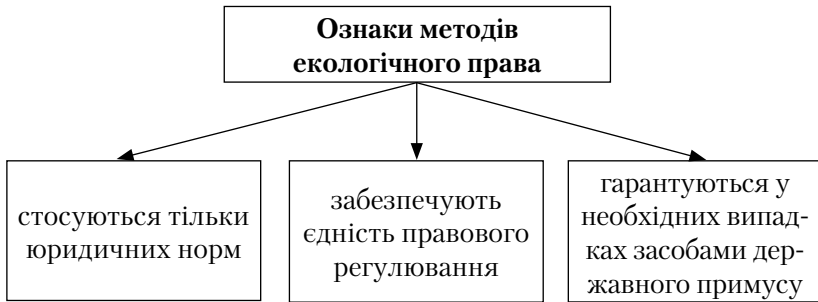 Ознаки методів
екологічного права
стосуються тільки
юридичних норм
забезпечують
єдність правового
регулювання
гарантуються у
необхідних випад-
ках засобами дер-
жавного примусу